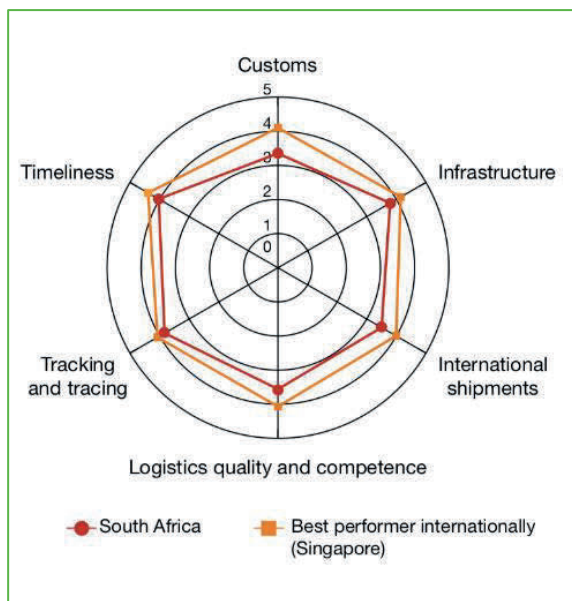 Customs
5
4
3
2
1
0
Timeliness
Infrastructure
Tracking
and tracing
International
shipments
Logistics quality and competence
South Africa
Best performer internationally
(Singapore)